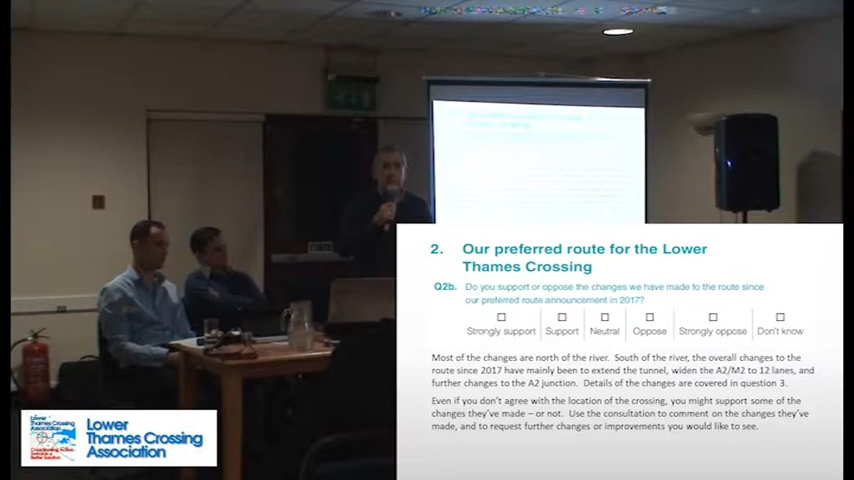 2. Our preferred route for the Lower
Thames Crossing
Q2b. Do you support or oppose the changes we have made to the route since
our preferred route announcement in 2017?
Strongly support Support Neutral Oppose Strongly oppose Don't know
Most of the changes are north of the river. South of the river, the overall changes to the
route since 2017 have mainly been to extend the tunnel, widen the A2/M2 to 12 lanes, and
further changes to the A2 junction. Details of the changes are covered in question 3.
Even if you don't agree with the location of the crossing, you might support some of the
changes they've made – or not. Use the consultation to comment on the changes they've
made, and to request further changes or improvements you would like to see.
Lower
Thames Crossing
Association
Lower
Thames Crossing
Association